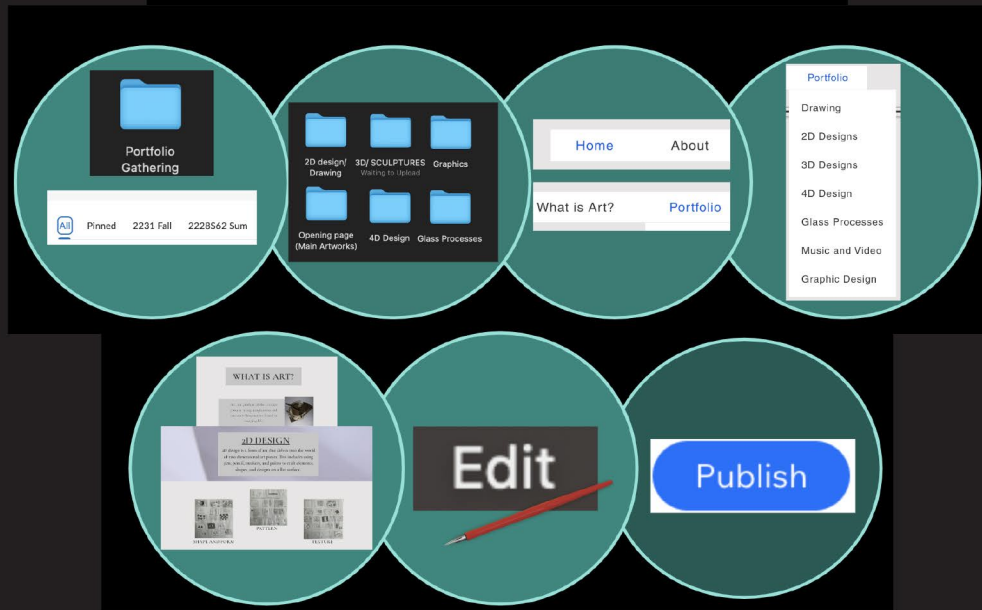 Portfolio
Gathering
All Pinned 2231 Fall 2228S62 Sum
2D design/
Drawing
3D/ SCULPTURES
Waiting to Upload
Graphics
Opening page
(Main Artworks)
4D Design
Glass Processes
Home About
What is Art? Portfolio
Portfolio
Drawing
2D Designs
3D Designs
4D Design
Glass Processes
Music and Video
Graphic Design
WHAT IS ART?
2D DESIGN
PATTERN
TEXTURE
Edit
Publish